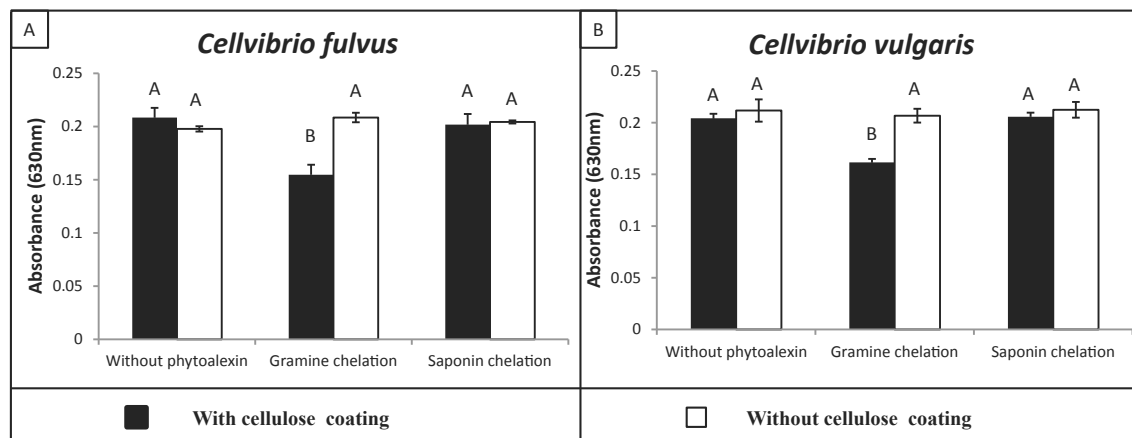 A
Cellvibrio fulvus
Absorbance (630nm)
0.25
0.2
0.15
0.1
0.05
0
A
A
B
A
A
A
Without phytoalexin
Gramine chelation
Saponin chelation
B
Cellvibrio vulgaris
Absorbance (630nm)
0.25
0.2
0.15
0.1
0.05
0
A
A
B
A
A
A
Without phytoalexin
Gramine chelation
Saponin chelation
With cellulose coating
Without cellulose coating